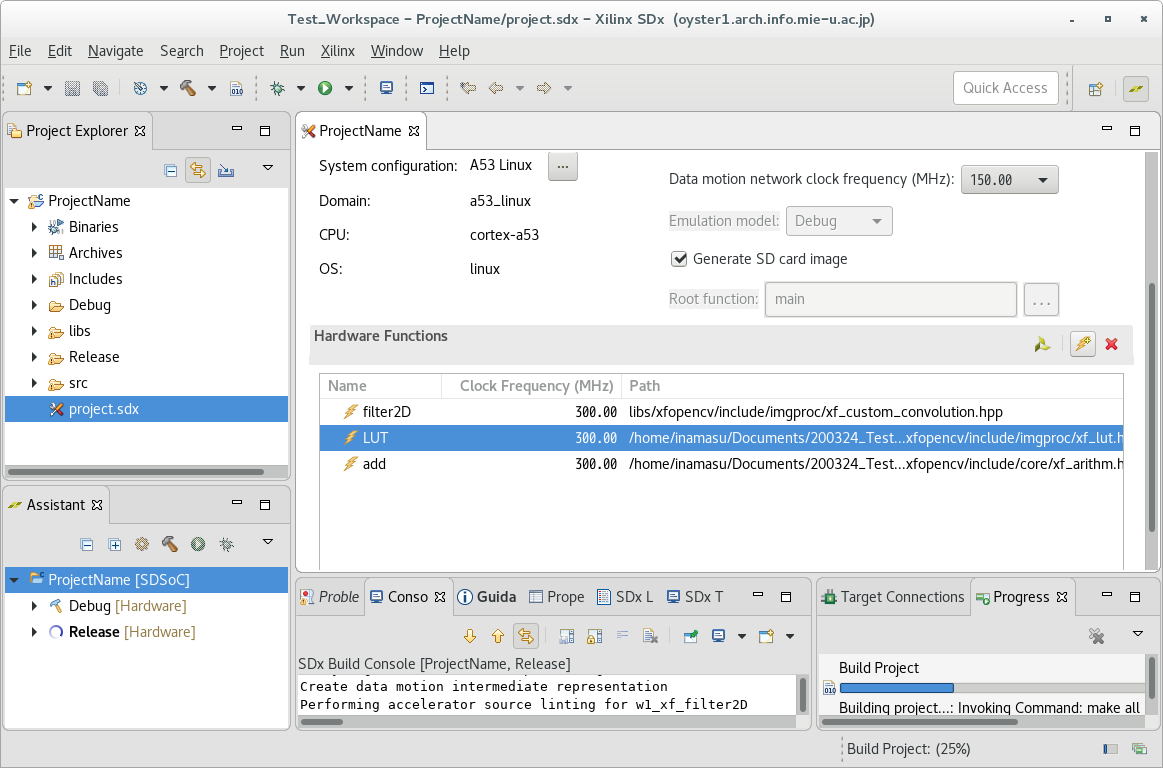 Test_Workspace – ProjectName/project.sdx – Xilinx SDx (oyster1.arch.info.mie-u.ac.jp)
File Edit Navigate Search Project Run Xilinx Window Help
Quick Access
Project Explorer
ProjectName
Binaries
Archives
Includes
Debug
libs
Release
src
project.sdx
Assistant
ProjectName [SDSoC]
Debug [Hardware]
Release [Hardware]
ProjectName
System configuration: A53 Linux ...
Domain: a53_linux
CPU: cortex-a53
OS: linux
Data motion network clock frequency (MHz): 150.00
Emulation model: Debug
Generate SD card image
Root function: main ...
Hardware Functions
Name Clock Frequency (MHz) Path
filter2D 300.00 libs/xfopencv/include/imgproc/xf_custom_convolution.hpp
LUT 300.00 /home/inamasu/Documents/200324_Test...xfopencv/include/imgproc/xf_lut.h
add 300.00 /home/inamasu/Documents/200324_Test...xfopencv/include/core/xf_arithm.h
Proble Conso Guida Prope SDx L SDx T
SDx Build Console [ProjectName, Release]
Create data motion intermediate representation
Performing accelerator source linting for w1_xf_filter2D
Target Connections Progress
Build Project
Building project...: Invoking Command: make all
Build Project: (25%)